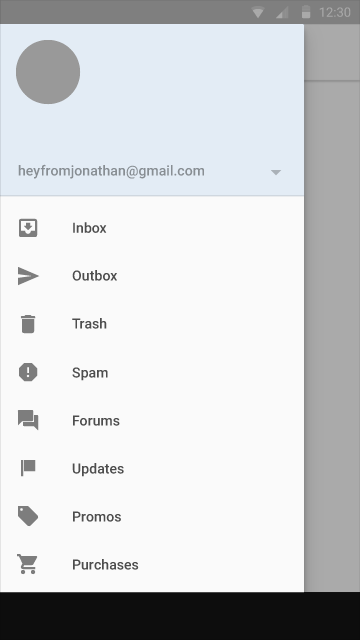 12:30
heyfromjonathan@gmail.com
Inbox
Outbox
Trash
Spam
Forums
Updates
Promos
Purchases